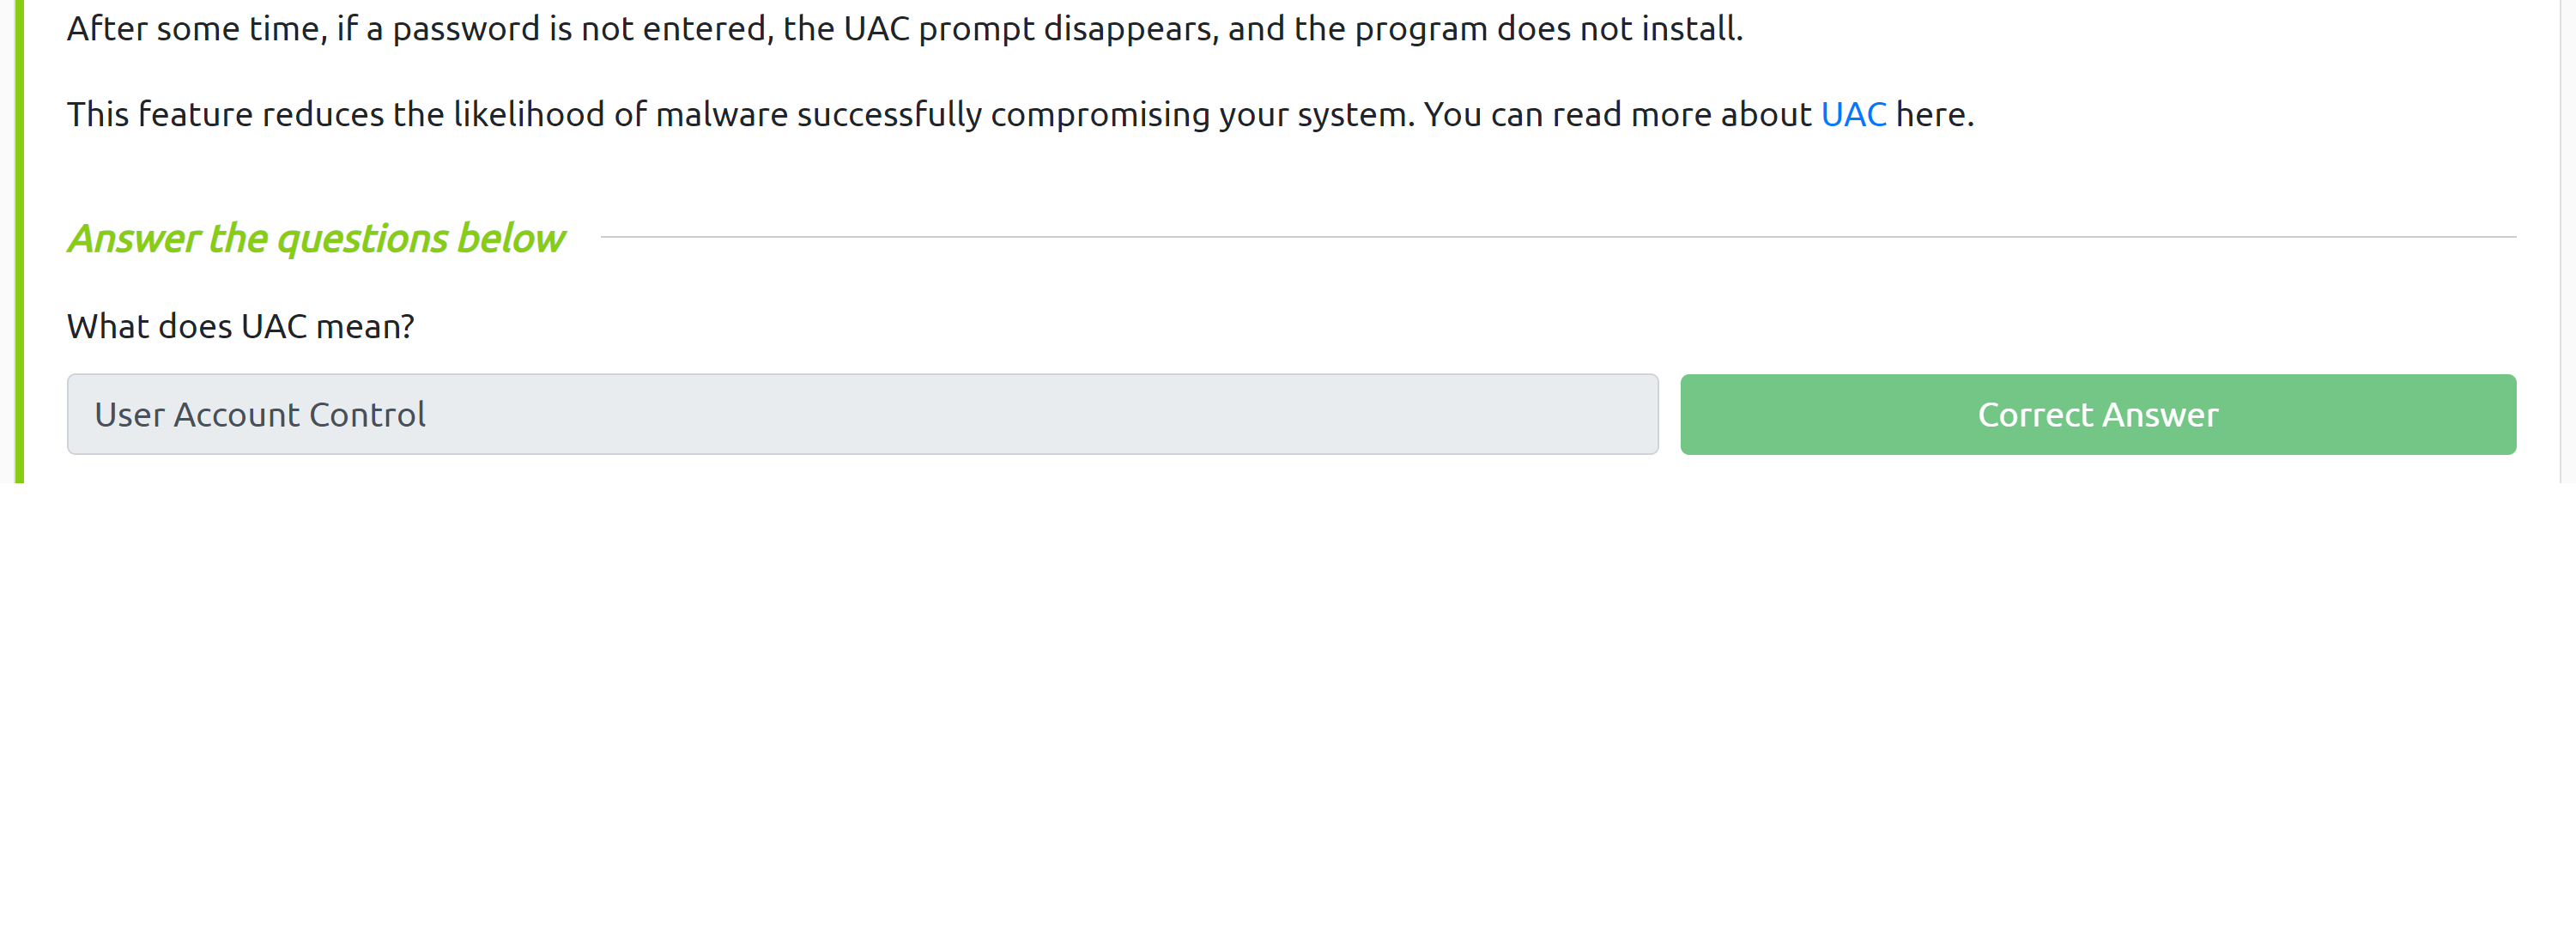 After some time, if a password is not entered, the UAC prompt disappears, and the program does not install.
This feature reduces the likelihood of malware successfully compromising your system. You can read more about UAC here.
Answer the questions below
What does UAC mean?
User Account Control
Correct Answer